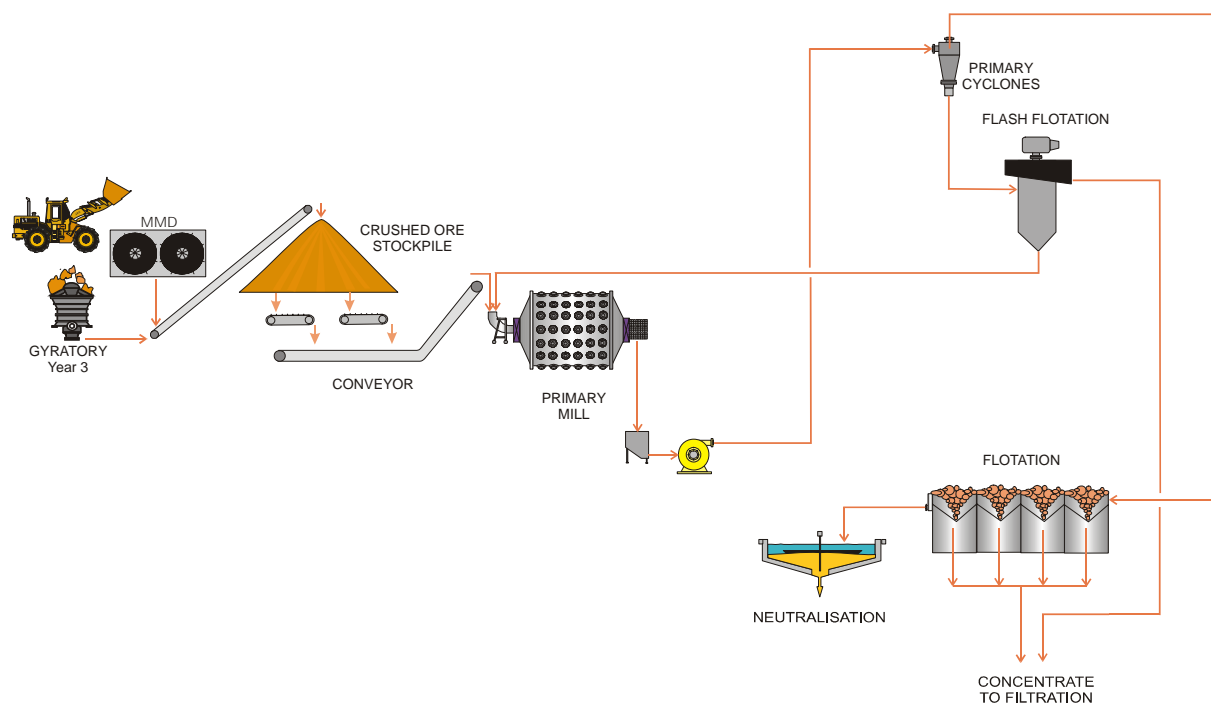 PRIMARY
CYCLONES
FLASH FLOTATION
MMD
CRUSHED ORE
STOCKPILE
GYRATORY
Year 3
CONVEYOR
PRIMARY
MILL
FLOTATION
NEUTRALISATION
CONCENTRATE
TO FILTRATION